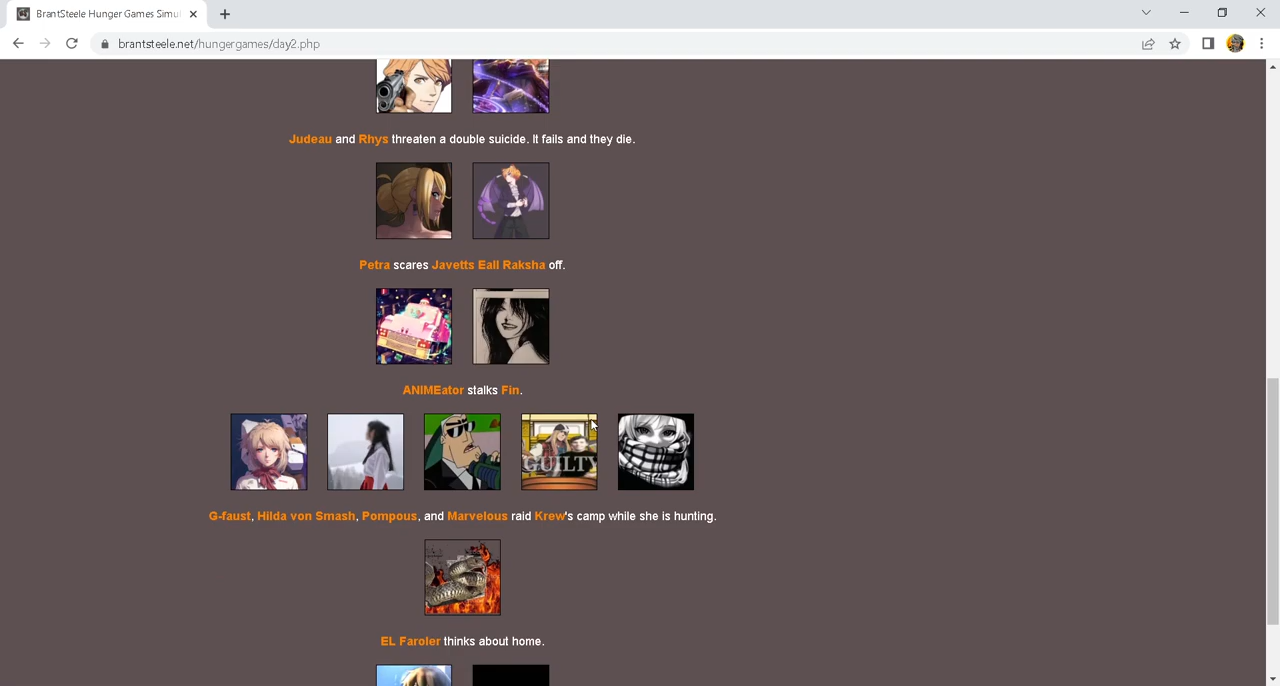 BrantSteele Hunger Games Simu
brantsteele.net/hungergames/day2.php
Judeau and Rhys threaten a double suicide. It fails and they die.
Petra scares Javetts Eall Raksha off.
ANIMEator stalks Fin.
GUILTY
G-faust, Hilda von Smash, Pompous, and Marvelous raid Krew's camp while she is hunting.
EL Faroler thinks about home.